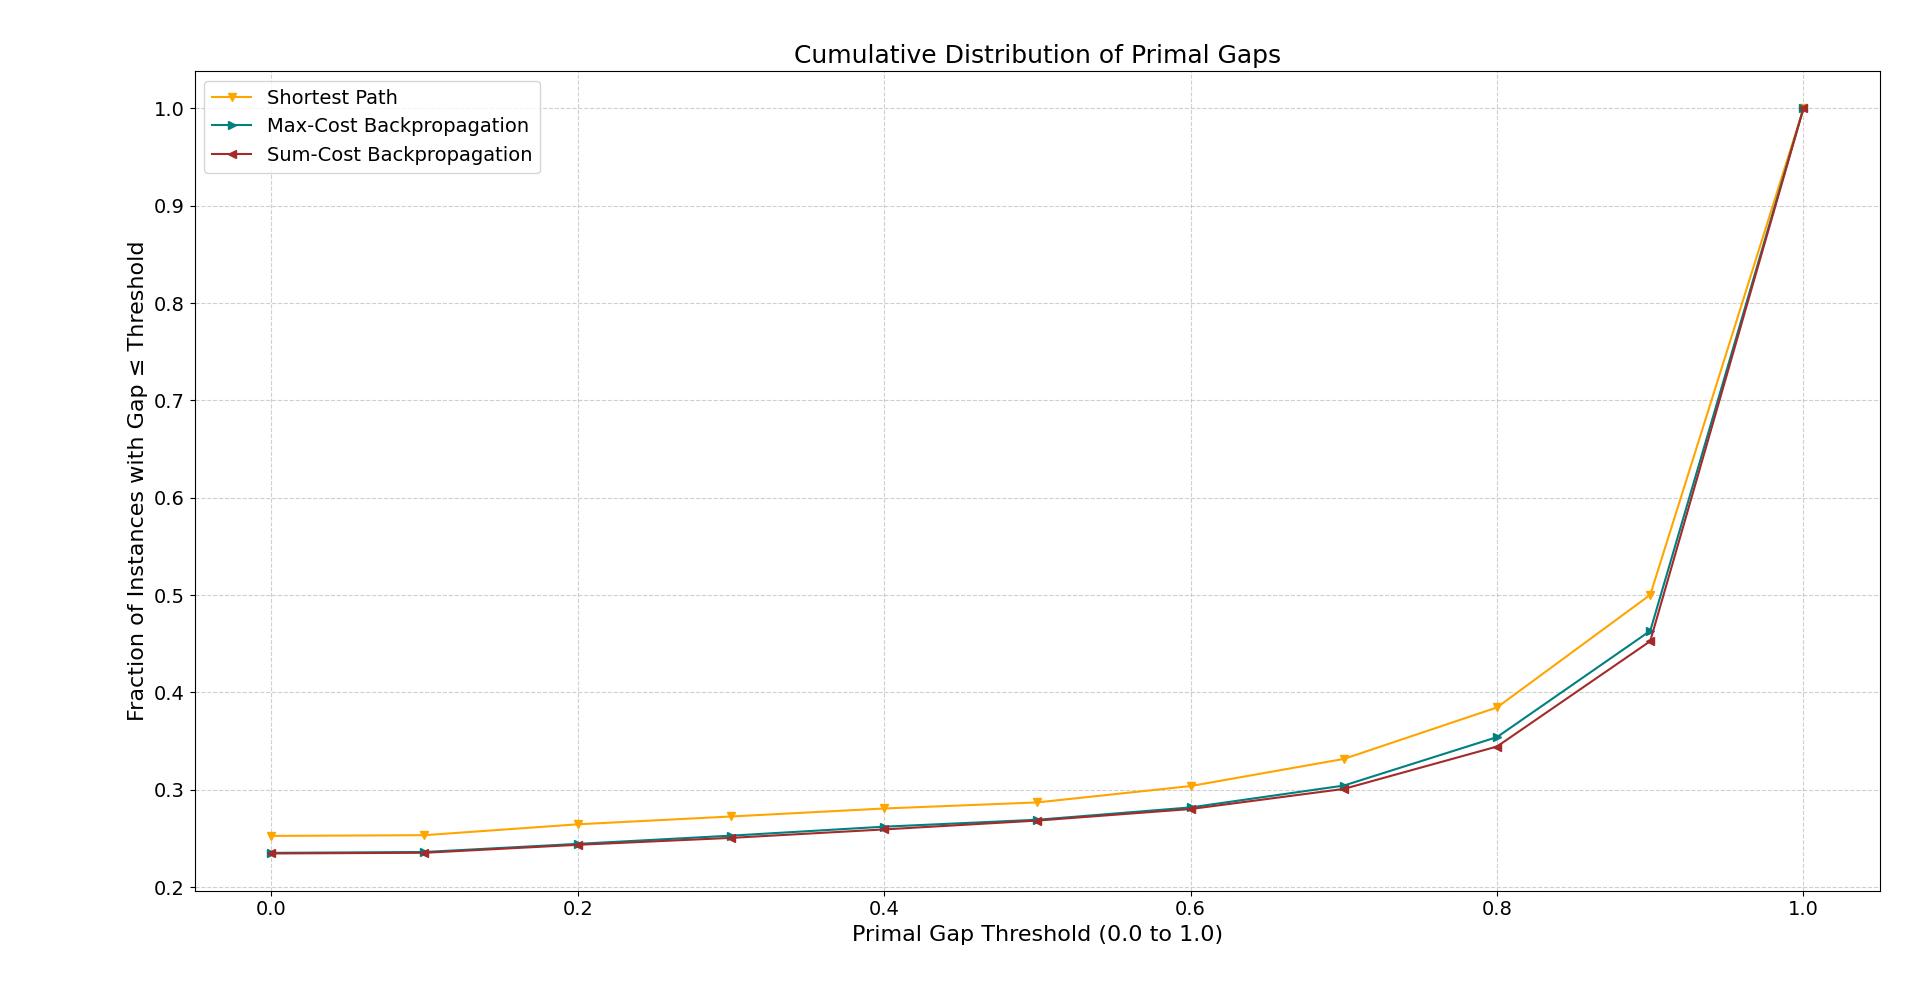 Cumulative Distribution of Primal Gaps
Shortest Path
Max-Cost Backpropagation
Sum-Cost Backpropagation
Fraction of Instances with Gap ≤ Threshold
1.0
0.9
0.8
0.7
0.6
0.5
0.4
0.3
0.2
0.0 0.2 0.4 0.6 0.8 1.0
Primal Gap Threshold (0.0 to 1.0)